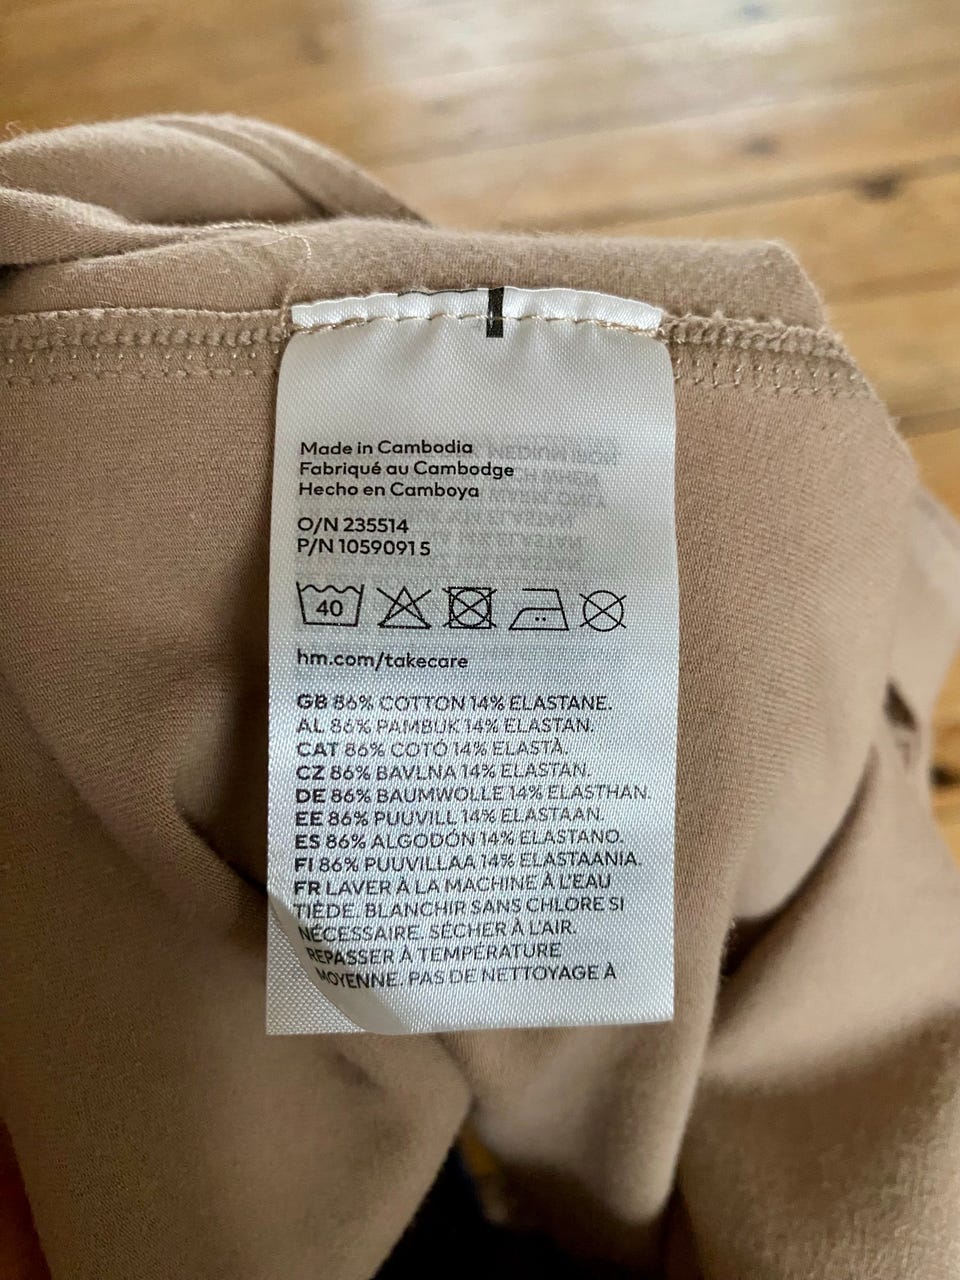 Made in Cambodia
Fabriqué au Cambodge
Hecho en Camboya
O/N 235514
P/N 1059091 5
40
hm.com/takecare
GB 86% COTTON 14% ELASTANE.
AL 86% PAMBUK 14% ELASTAN.
CAT 86% COTÓ 14% ELASTÀ.
CZ 86% BAVLNA 14% ELASTAN.
DE 86% BAUMWOLLE 14% ELASTHAN.
EE 86% PUUVILL 14% ELASTAAN.
ES 86% ALGODÓN 14% ELASTANO.
FI 86% PUUVILLAA 14% ELASTAANIA.
FR LAVER À LA MACHINE À L'EAU
TIÈDE. BLANCHIR SANS CHLORE SI
NÉCESSAIRE. SÉCHER À L'AIR.
REPASSER À TEMPÉRATURE
MOYENNE. PAS DE NETTOYAGE À